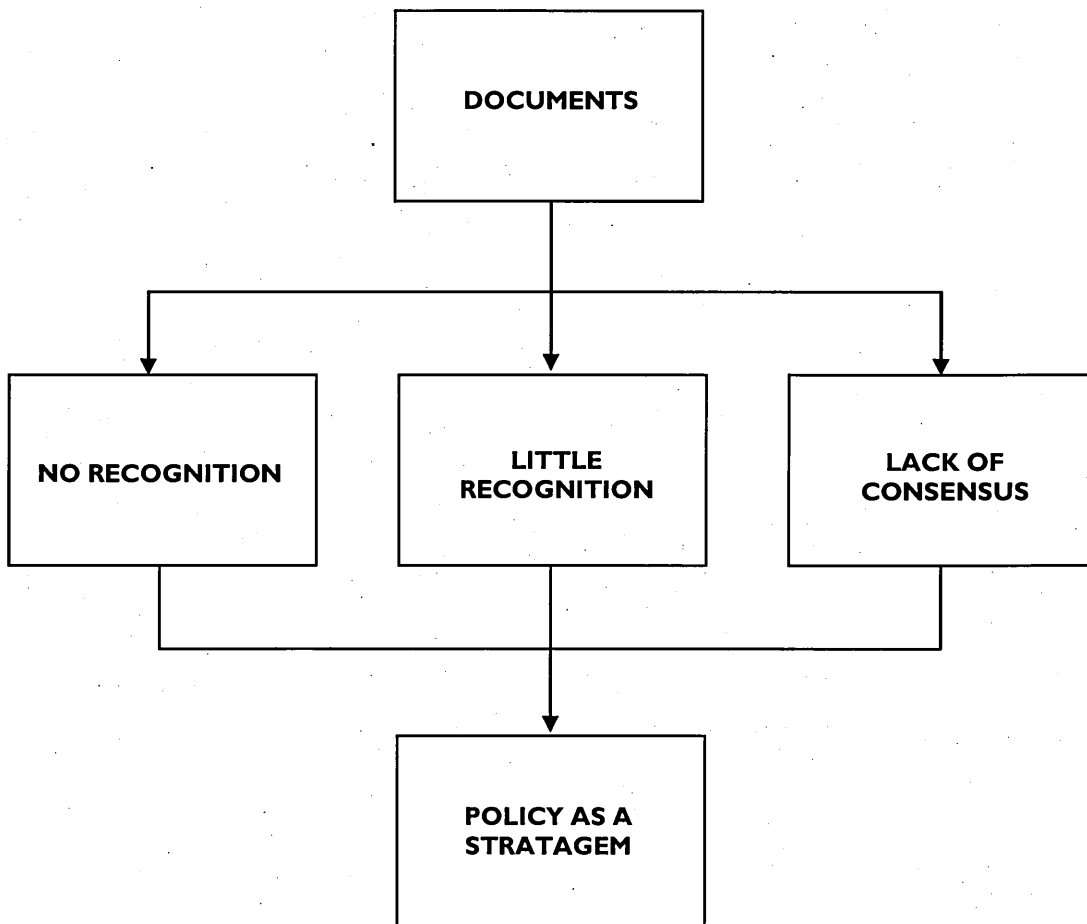 DOCUMENTS
NO RECOGNITION
LITTLE
RECOGNITION
LACK OF
CONSENSUS
POLICY AS A
STRATAGEM